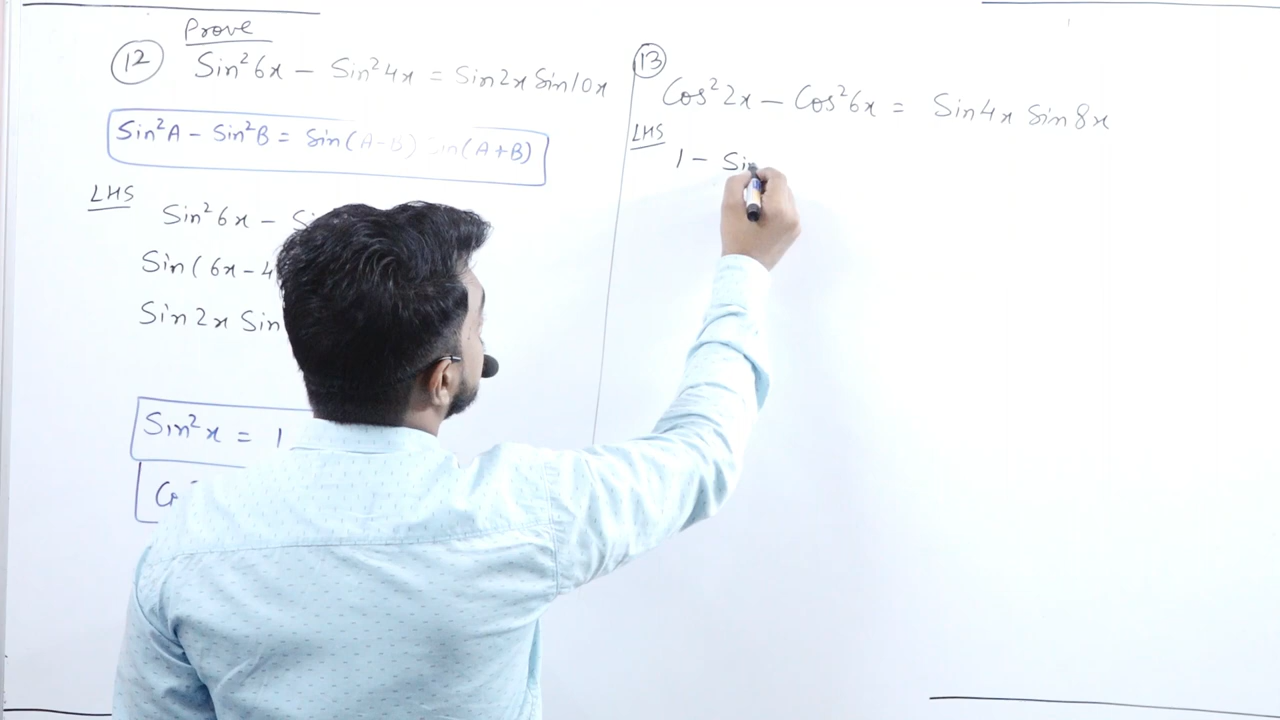 Prove
12 Sin²6x − Sin²4x = Sin2x Sin10x
Sin²A − Sin²B = Sin(A−B) Sin(A+B)
LHS
Sin²6x −
Sin(6x−4
Sin2x Sin
Sin²x = 1
13
Cos²2x − Cos²6x = Sin4x Sin8x
LHS
1 − Sin